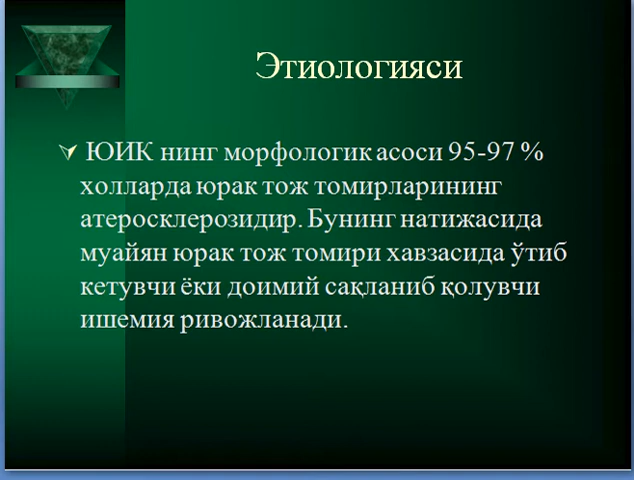 Этиологияси
ЮИК нинг морфологик асоси 95-97 %
холларда юрак тож томирларининг
атеросклерозидир. Бунинг натижасида
муайян юрак тож томири хавзасида ўтиб
кетувчи ёки доимий сақланиб қолувчи
ишемия ривожланади.